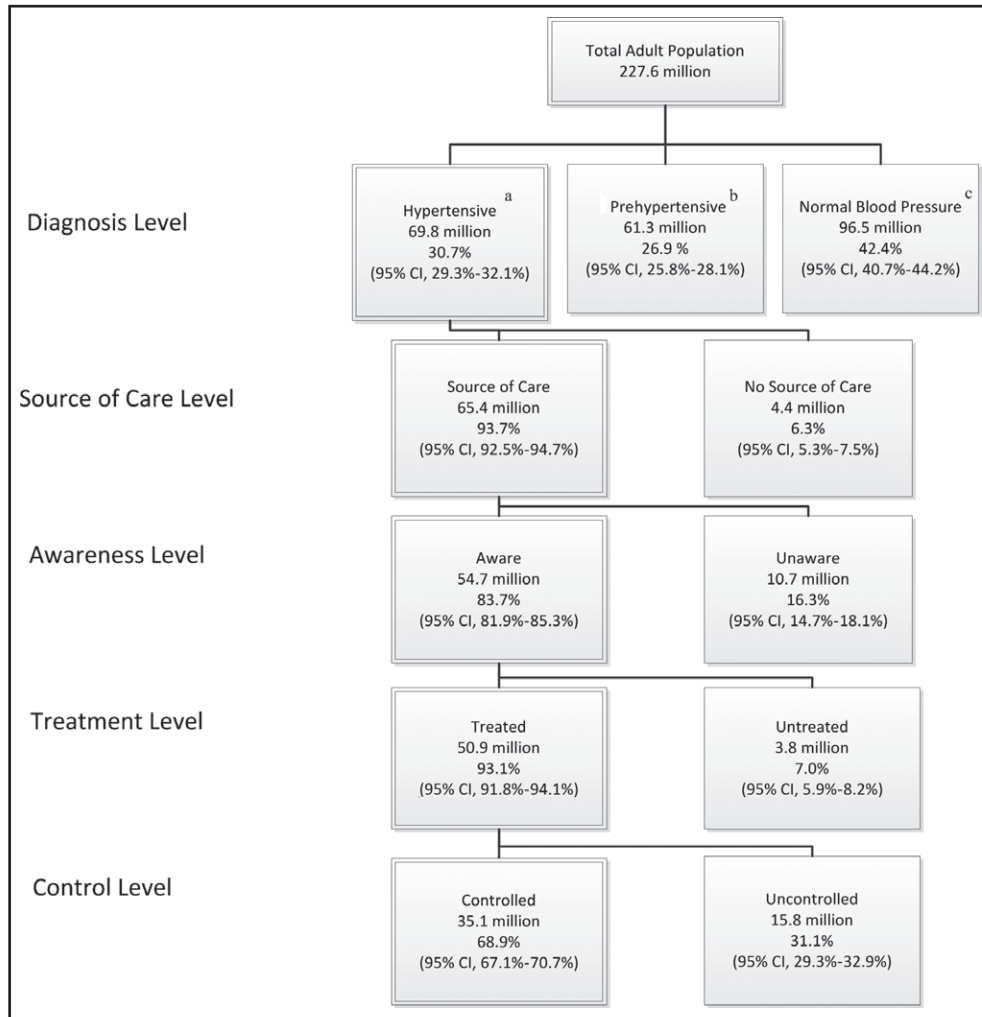 Total Adult Population
227.6 million
Diagnosis Level
Hypertensive a
69.8 million
30.7%
(95% CI, 29.3%-32.1%)
Prehypertensive b
61.3 million
26.9 %
(95% CI, 25.8%-28.1%)
Normal Blood Pressure c
96.5 million
42.4%
(95% CI, 40.7%-44.2%)
Source of Care Level
Source of Care
65.4 million
93.7%
(95% CI, 92.5%-94.7%)
No Source of Care
4.4 million
6.3%
(95% CI, 5.3%-7.5%)
Awareness Level
Aware
54.7 million
83.7%
(95% CI, 81.9%-85.3%)
Unaware
10.7 million
16.3%
(95% CI, 14.7%-18.1%)
Treatment Level
Treated
50.9 million
93.1%
(95% CI, 91.8%-94.1%)
Untreated
3.8 million
7.0%
(95% CI, 5.9%-8.2%)
Control Level
Controlled
35.1 million
68.9%
(95% CI, 67.1%-70.7%)
Uncontrolled
15.8 million
31.1%
(95% CI, 29.3%-32.9%)